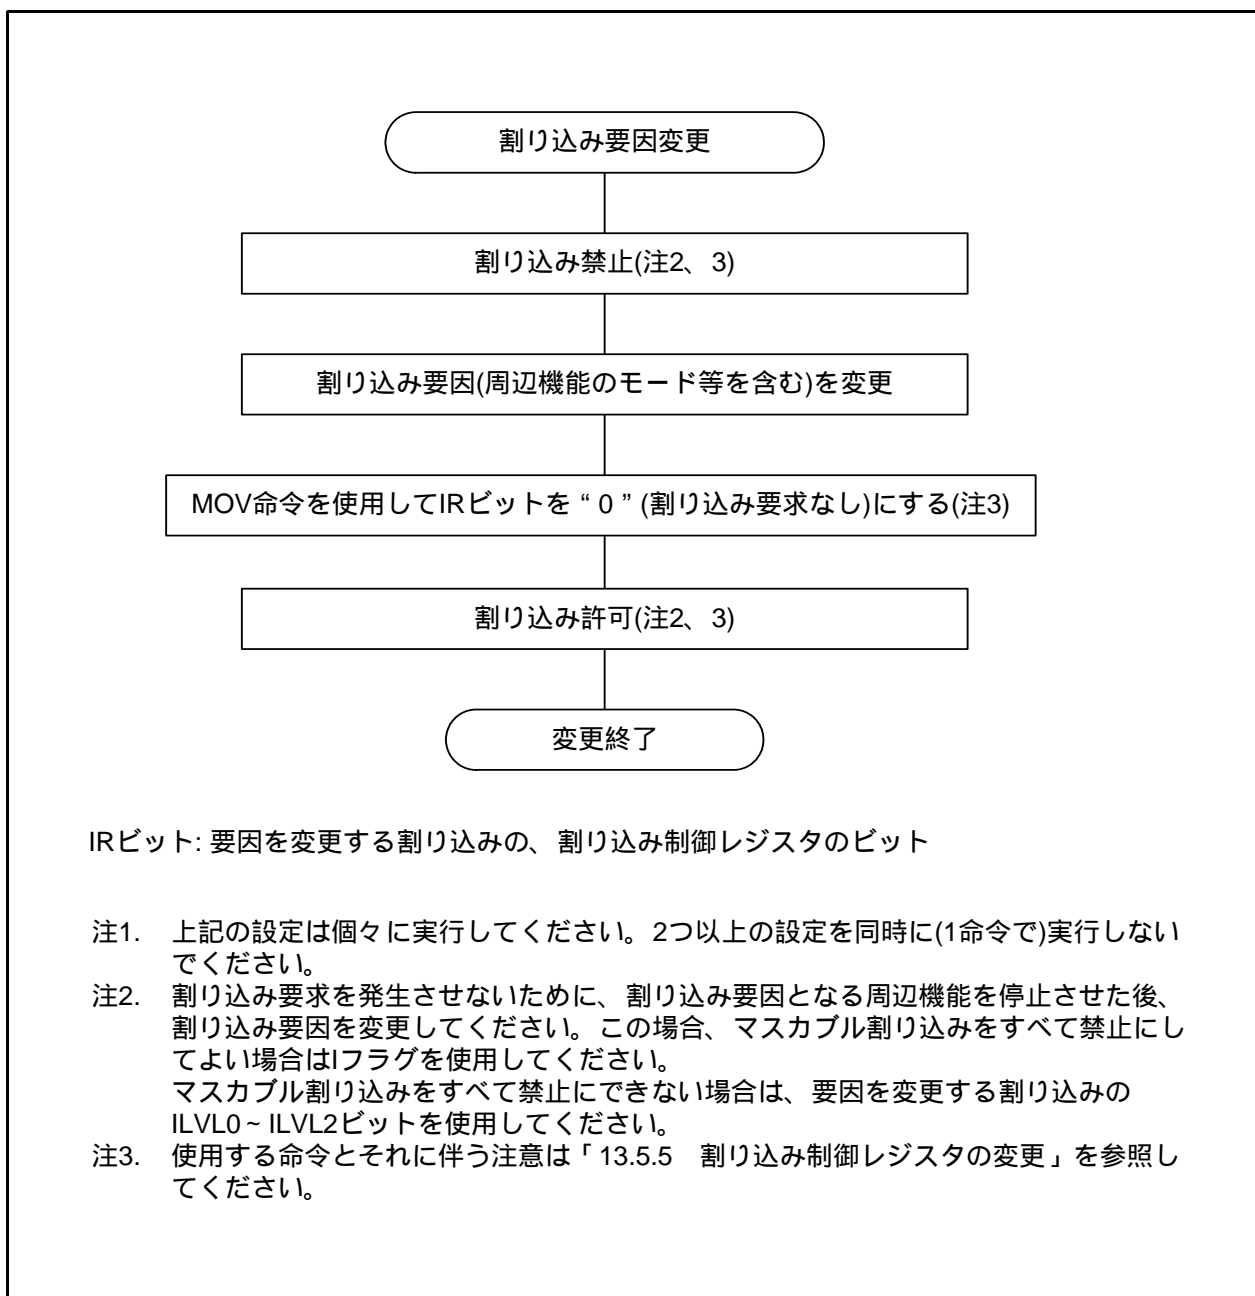 割り込み要因変更
割り込み禁止(注2、3)
割り込み要因(周辺機能のモード等を含む)を変更
MOV命令を使用してIRビットを“0”(割り込み要求なし)にする(注3)
割り込み許可(注2、3)
変更終了
IRビット: 要因を変更する割り込みの、割り込み制御レジスタのビット
注1. 上記の設定は個々に実行してください。2つ以上の設定を同時に(1命令で)実行しない
でください。
注2. 割り込み要求を発生させないために、割り込み要因となる周辺機能を停止させた後、
割り込み要因を変更してください。この場合、マスカブル割り込みをすべて禁止にし
てよい場合はIフラグを使用してください。
マスカブル割り込みをすべて禁止にできない場合は、要因を変更する割り込みの
ILVL0~ILVL2ビットを使用してください。
注3. 使用する命令とそれに伴う注意は「13.5.5 割り込み制御レジスタの変更」を参照し
てください。